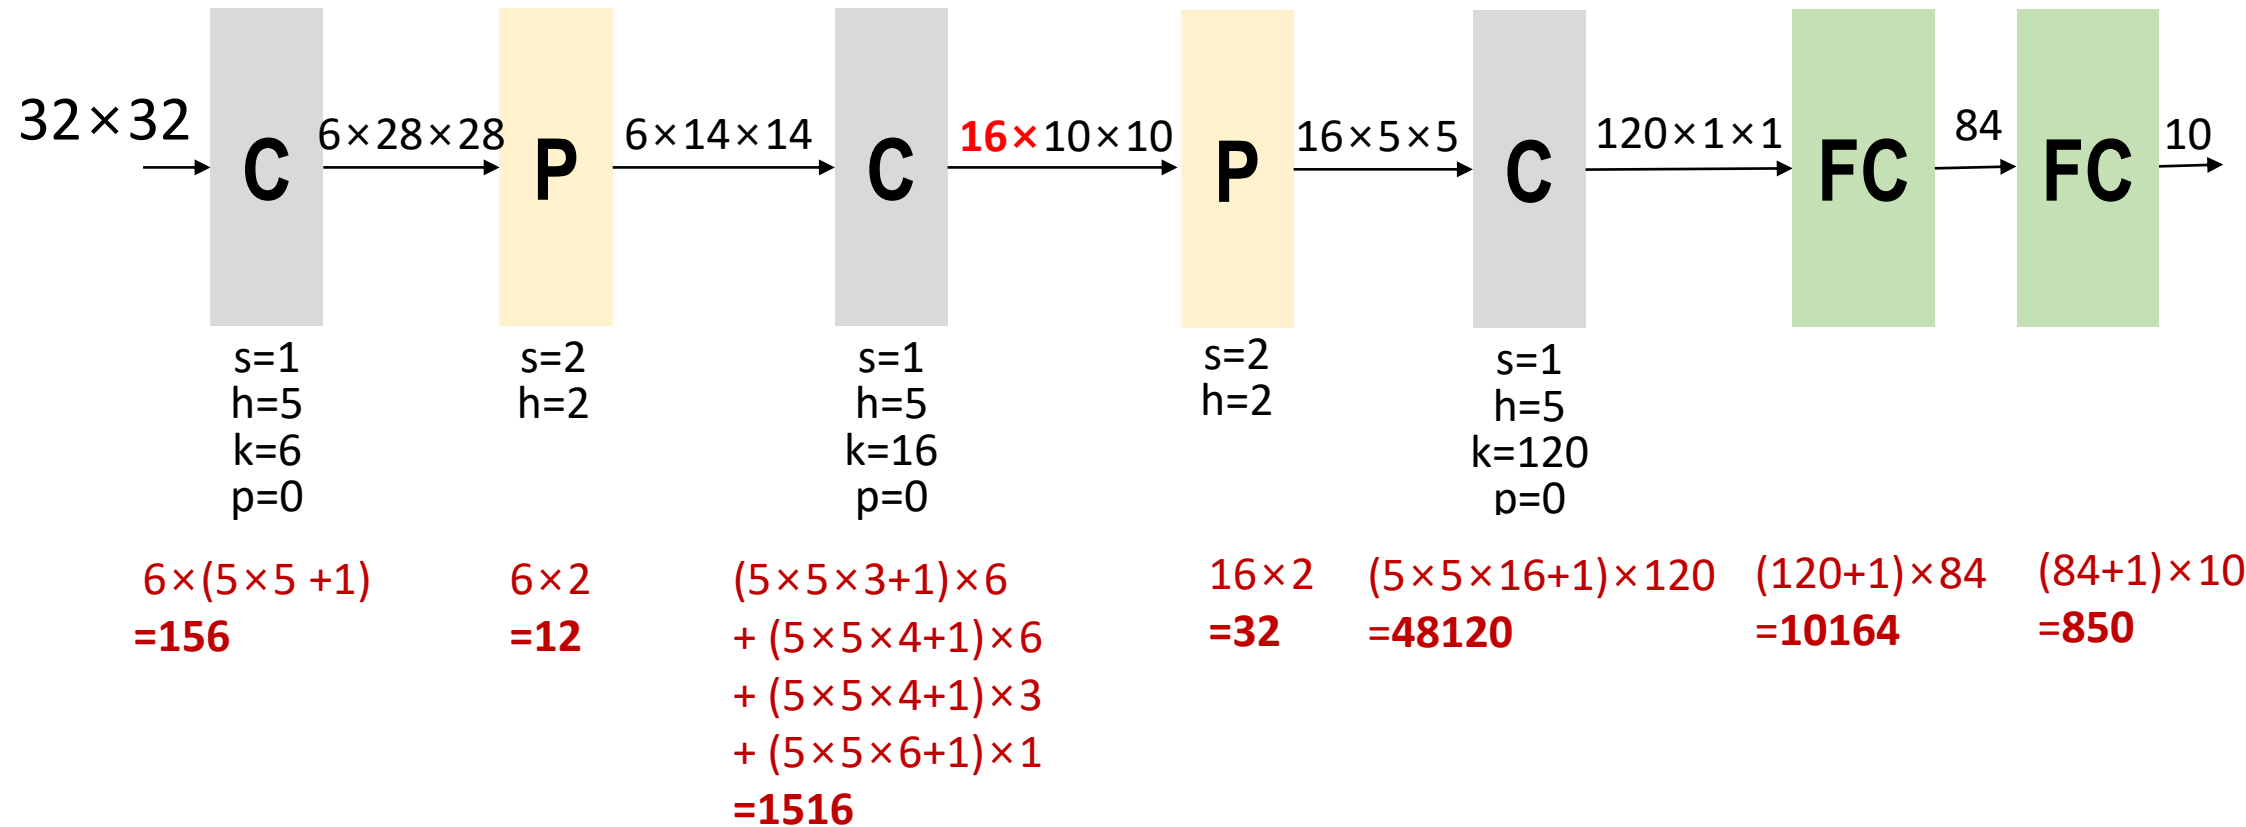 32×32
C
6×28×28
P
6×14×14
C
16×10×10
P
16×5×5
C
120×1×1
FC
84
FC
10
s=1
h=5
k=6
p=0
s=2
h=2
s=1
h=5
k=16
p=0
s=2
h=2
s=1
h=5
k=120
p=0
6×(5×5 +1)
=156
6×2
=12
(5×5×3+1)×6
+ (5×5×4+1)×6
+ (5×5×4+1)×3
+ (5×5×6+1)×1
=1516
16×2
=32
(5×5×16+1)×120
=48120
(120+1)×84
=10164
(84+1)×10
=850